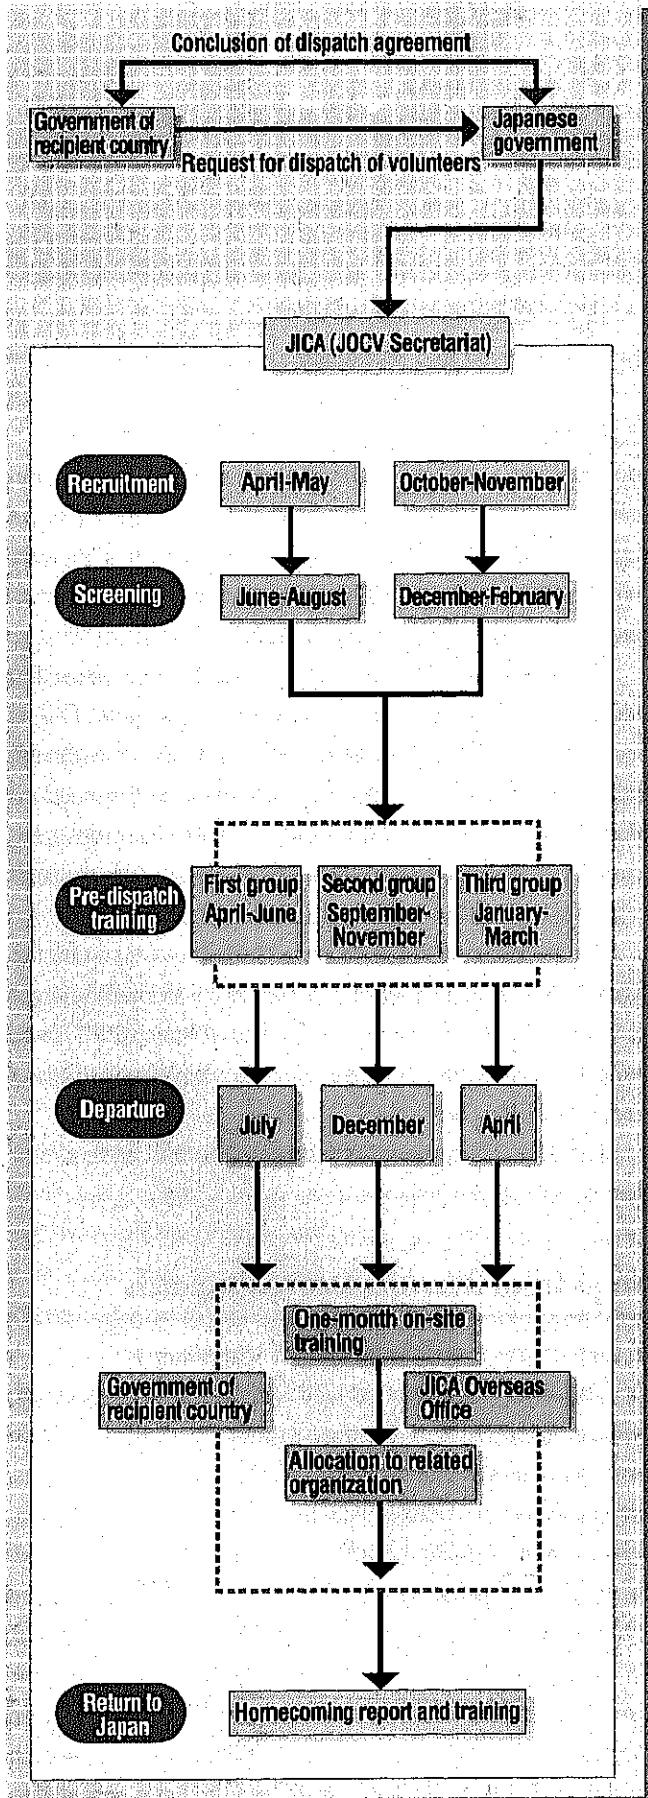 Conclusion of dispatch agreement
Government of
recipient country
Japanese
government
Request for dispatch of volunteers
JICA (JOCV Secretariat)
Recruitment
April-May
October-November
Screening
June-August
December-February
Pre-dispatch
training
First group
April-June
Second group
September-
November
Third group
January-
March
Departure
July
December
April
One-month on-site
training
Government of
recipient country
JICA Overseas
Office
Allocation to related
organization
Return to
Japan
Homecoming report and training